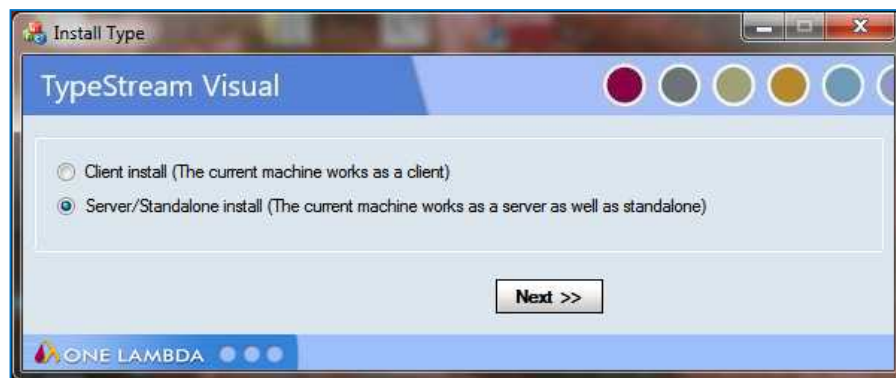 Install Type
TypeStream Visual
Client install (The current machine works as a client)
Server/Standalone install (The current machine works as a server as well as standalone)
Next >>
ONE LAMBDA